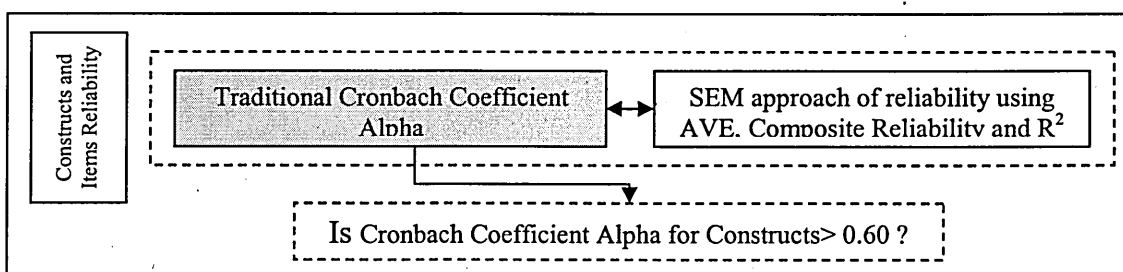 Constructs and
Items Reliability
Traditional Cronbach Coefficient
Alpha
SEM approach of reliability using
AVE, Composite Reliability and R²
Is Cronbach Coefficient Alpha for Constructs> 0.60 ?